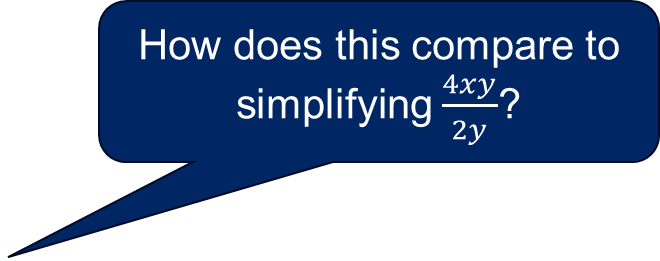 How does this compare to
simplifying 4𝑥𝑦/2𝑦?